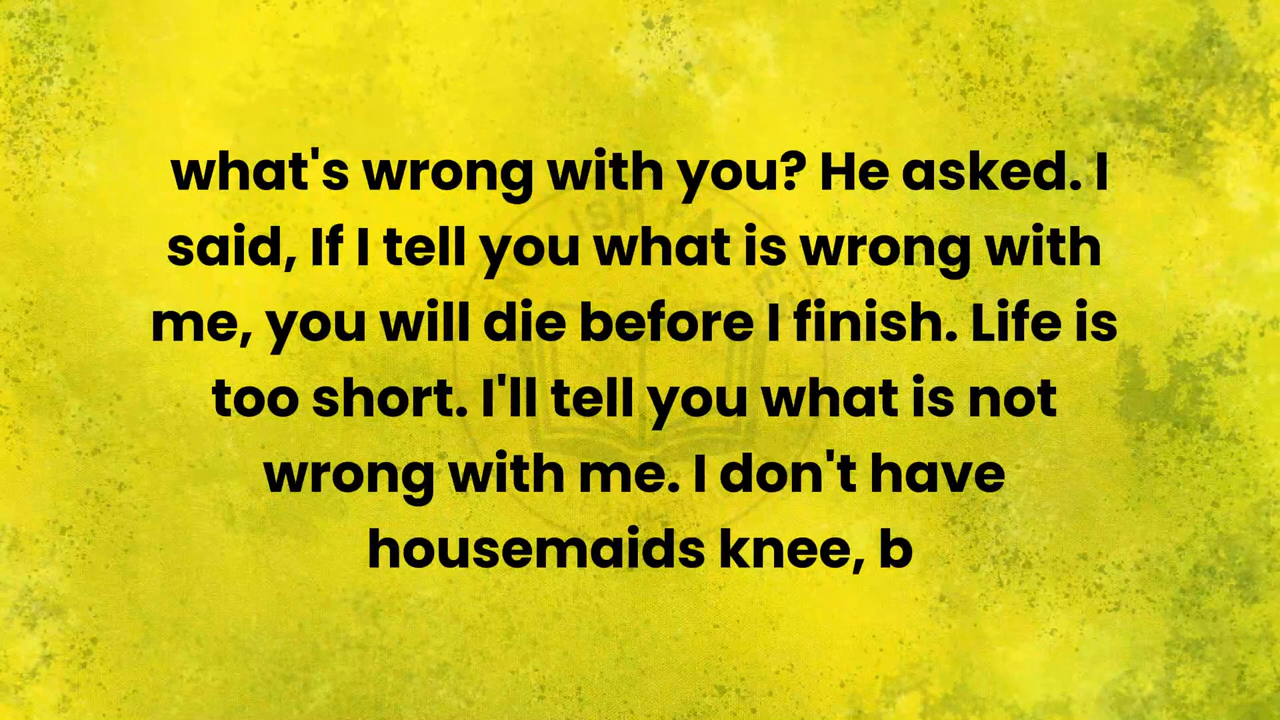 what's wrong with you? He asked. I
said, If I tell you what is wrong with
me, you will die before I finish. Life is
too short. I'll tell you what is not
wrong with me. I don't have
housemaids knee, b